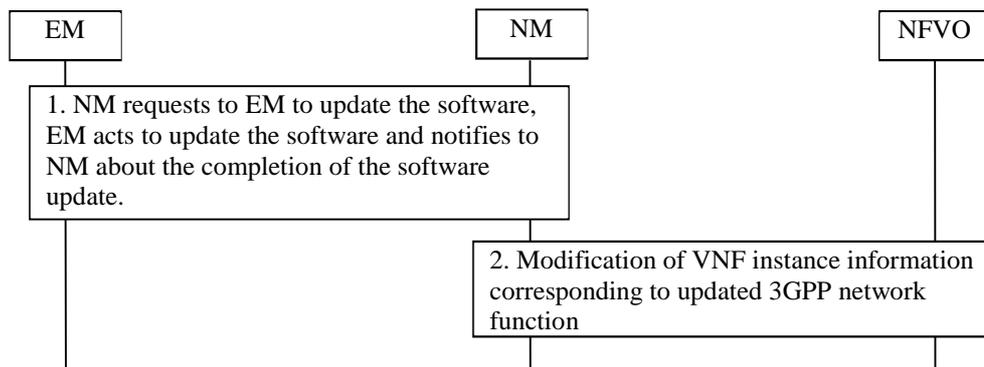 EM
NM
NFVO
1. NM requests to EM to update the software,
EM acts to update the software and notifies to
NM about the completion of the software
update.
2. Modification of VNF instance information
corresponding to updated 3GPP network
function